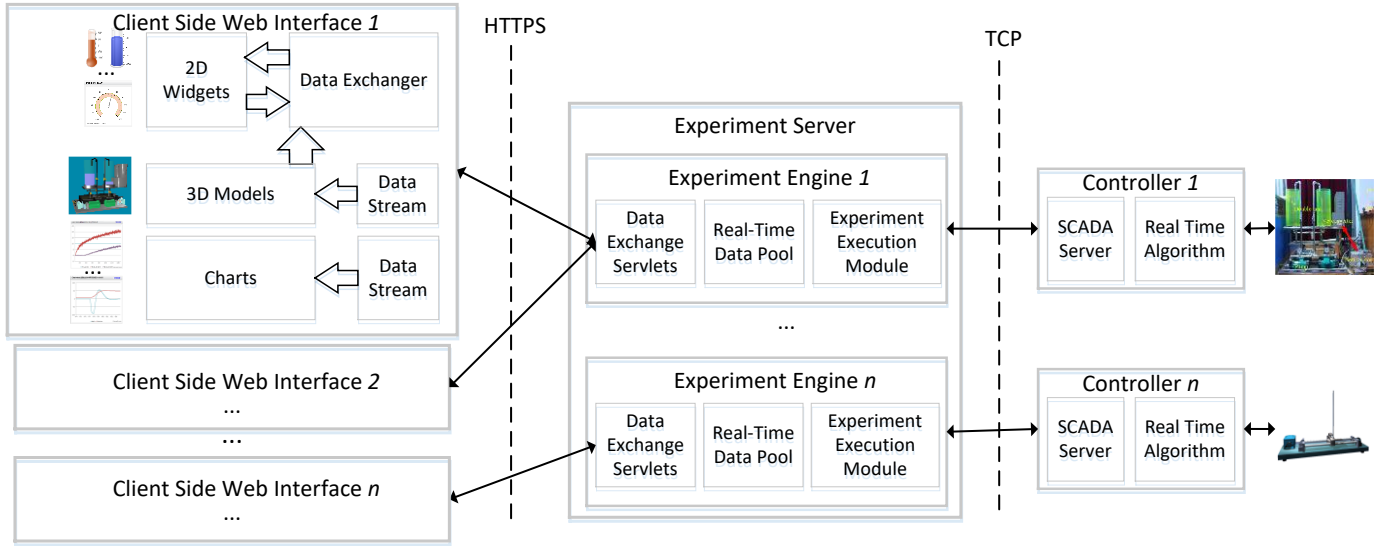 Client Side Web Interface 1
2D
Widgets
Data Exchanger
...
3D Models
Data
Stream
Charts
Data
Stream
...
Client Side Web Interface 2
...
...
Client Side Web Interface n
...
HTTPS
Experiment Server
Experiment Engine 1
Data
Exchange
Servlets
Real-Time
Data Pool
Experiment
Execution
Module
...
Experiment Engine n
Data
Exchange
Servlets
Real-Time
Data Pool
Experiment
Execution
Module
TCP
Controller 1
SCADA
Server
Real Time
Algorithm
Controller n
SCADA
Server
Real Time
Algorithm